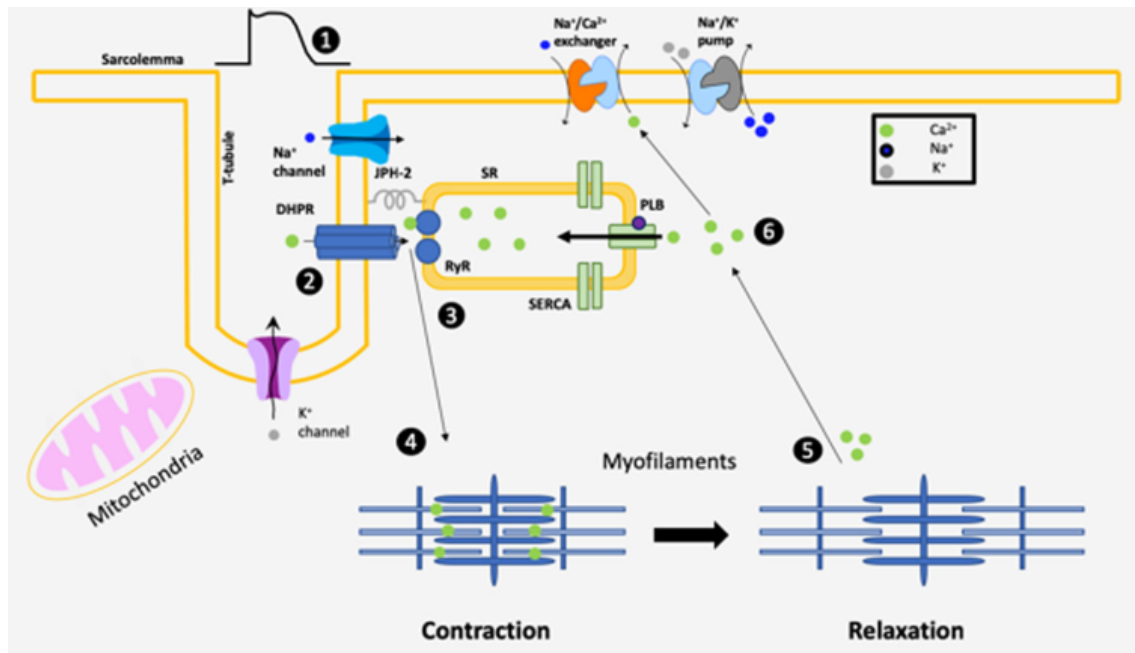 Na⁺/Ca²⁺
exchanger
Na⁺/K⁺
pump
1
Sarcolemma
T-tubule
Na⁺
channel
JPH-2
SR
Ca²⁺
Na⁺
K⁺
DHPR
PLB
6
2
RyR
3
SERCA
K⁺
channel
4
Mitochondria
Myofilaments
5
Contraction
Relaxation